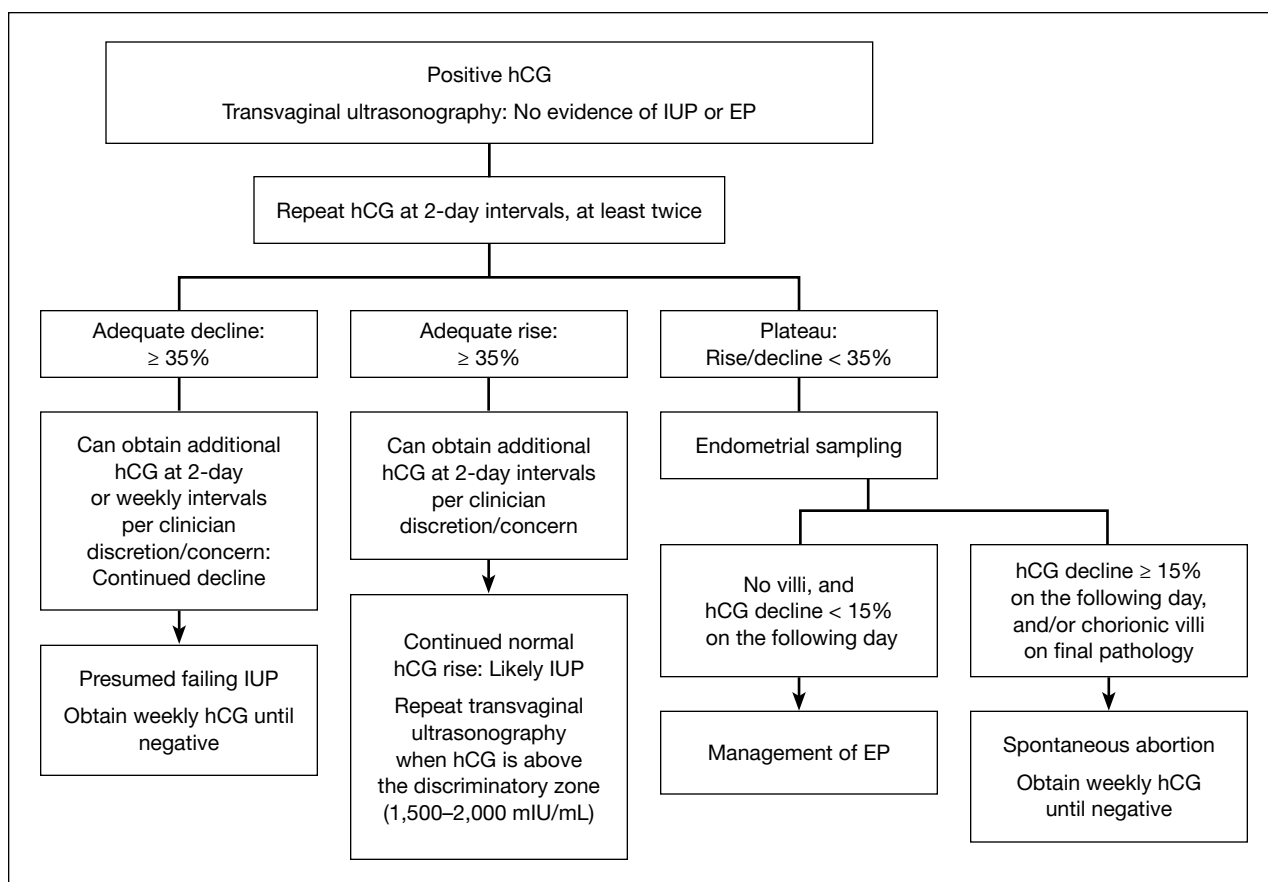 Positive hCG
Transvaginal ultrasonography: No evidence of IUP or EP
Repeat hCG at 2-day intervals, at least twice
Adequate decline:
≥ 35%
Adequate rise:
≥ 35%
Plateau:
Rise/decline < 35%
Can obtain additional
hCG at 2-day
or weekly intervals
per clinician
discretion/concern:
Continued decline
Can obtain additional
hCG at 2-day intervals
per clinician
discretion/concern
Endometrial sampling
No villi, and
hCG decline < 15%
on the following day
hCG decline ≥ 15%
on the following day,
and/or chorionic villi
on final pathology
Presumed failing IUP
Obtain weekly hCG until
negative
Continued normal
hCG rise: Likely IUP
Repeat transvaginal
ultrasonography
when hCG is above
the discriminatory zone
(1,500–2,000 mIU/mL)
Management of EP
Spontaneous abortion
Obtain weekly hCG
until negative